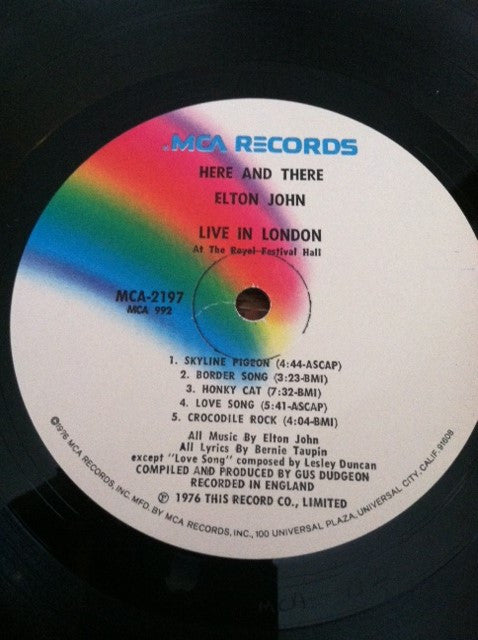 MCA RECORDS
HERE AND THERE
ELTON JOHN
LIVE IN LONDON
At The Royal Festival Hall
MCA-2197
MCA 992
1. SKYLINE PIGEON (4:44-ASCAP)
2. BORDER SONG (3:23-BMI)
3. HONKY CAT (7:32-BMI)
4. LOVE SONG (5:41-ASCAP)
5. CROCODILE ROCK (4:04-BMI)
All Music By Elton John
All Lyrics By Bernie Taupin
except "Love Song" composed by Lesley Duncan
COMPILED AND PRODUCED BY GUS DUDGEON
RECORDED IN ENGLAND
℗ 1976 THIS RECORD CO., LIMITED
©1976 MCA RECORDS, INC. MFD. BY MCA RECORDS, INC., 100 UNIVERSAL PLAZA, UNIVERSAL CITY, CALIF. 91608